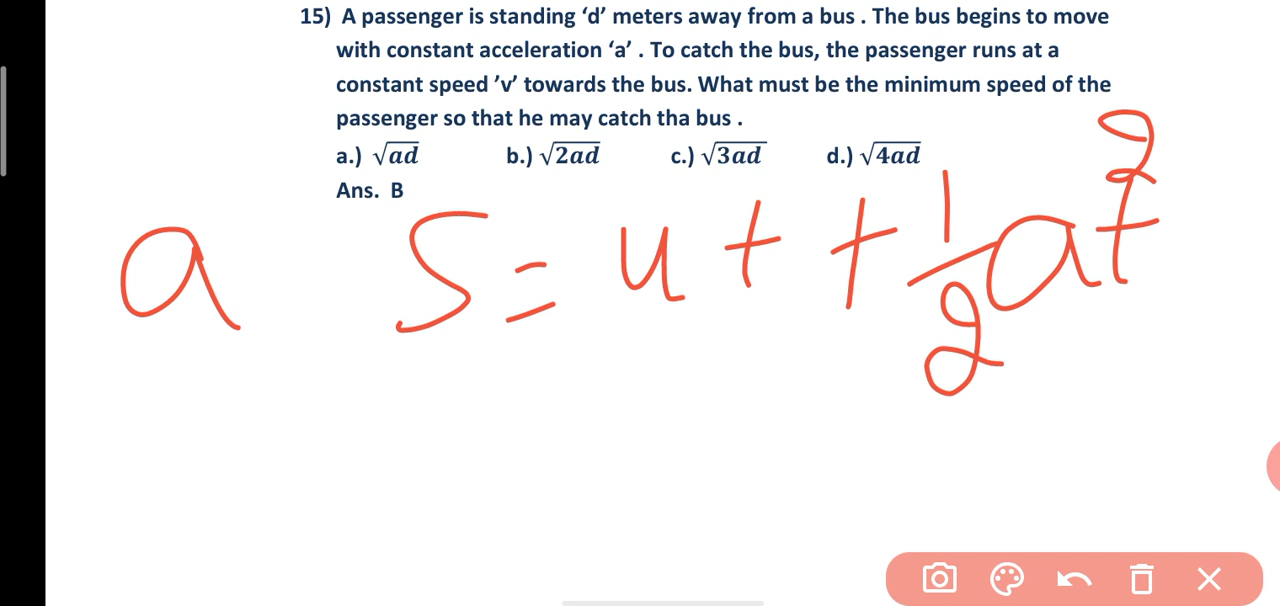 15) A passenger is standing ‘d’ meters away from a bus . The bus begins to move
with constant acceleration ‘a’ . To catch the bus, the passenger runs at a
constant speed ’v’ towards the bus. What must be the minimum speed of the
passenger so that he may catch tha bus .
a.) √ad b.) √2ad c.) √3ad d.) √4ad
Ans. B
a S = ut + 1/2 at²